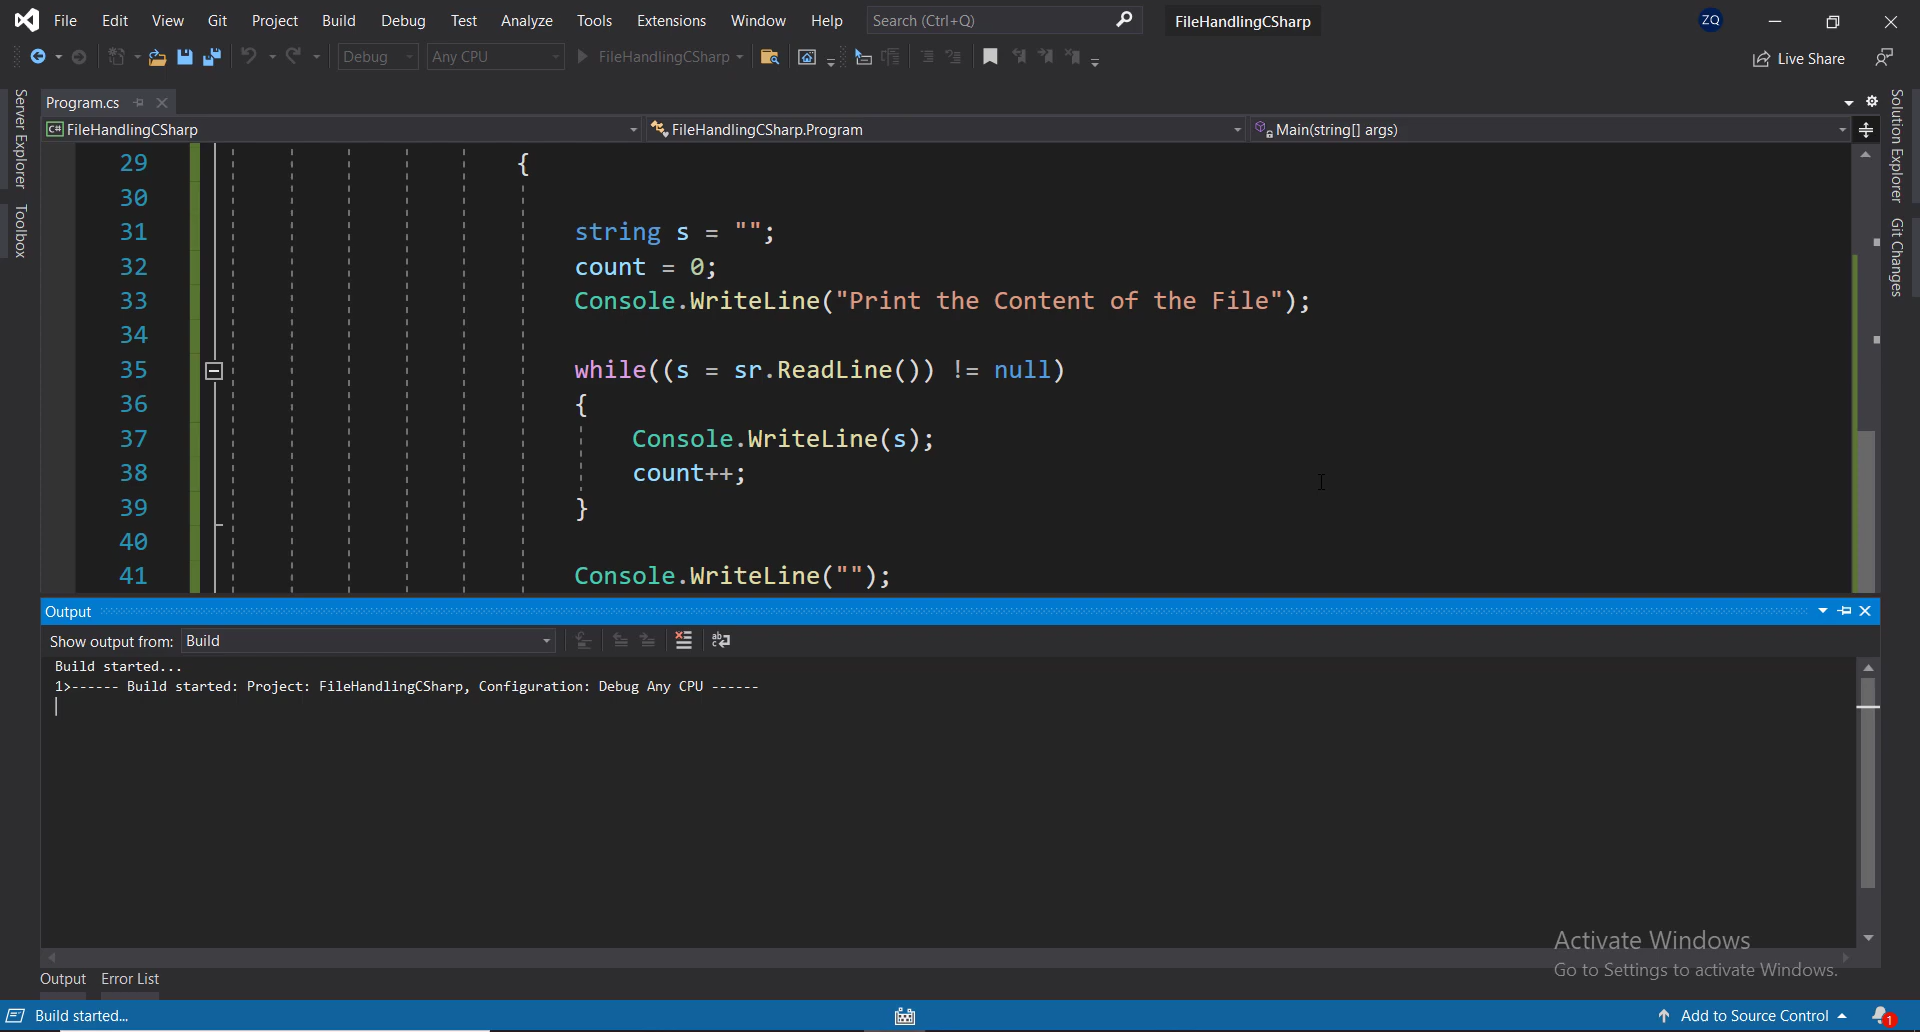 File Edit View Git Project Build Debug Test Analyze Tools Extensions Window Help Search (Ctrl+Q) FileHandlingCSharp ZQ
Debug Any CPU FileHandlingCSharp Live Share
Server Explorer
Toolbox
Program.cs
C# FileHandlingCSharp FileHandlingCSharp.Program Main(string[] args)
29 {
30
31 string s = "";
32 count = 0;
33 Console.WriteLine("Print the Content of the File");
34
35 while((s = sr.ReadLine()) != null)
36 {
37 Console.WriteLine(s);
38 count++;
39 }
40
41 Console.WriteLine("");
Solution Explorer
Git Changes
Output
Show output from: Build
Build started...
1>------ Build started: Project: FileHandlingCSharp, Configuration: Debug Any CPU ------
Activate Windows
Go to Settings to activate Windows.
Output Error List
Build started... Add to Source Control 1